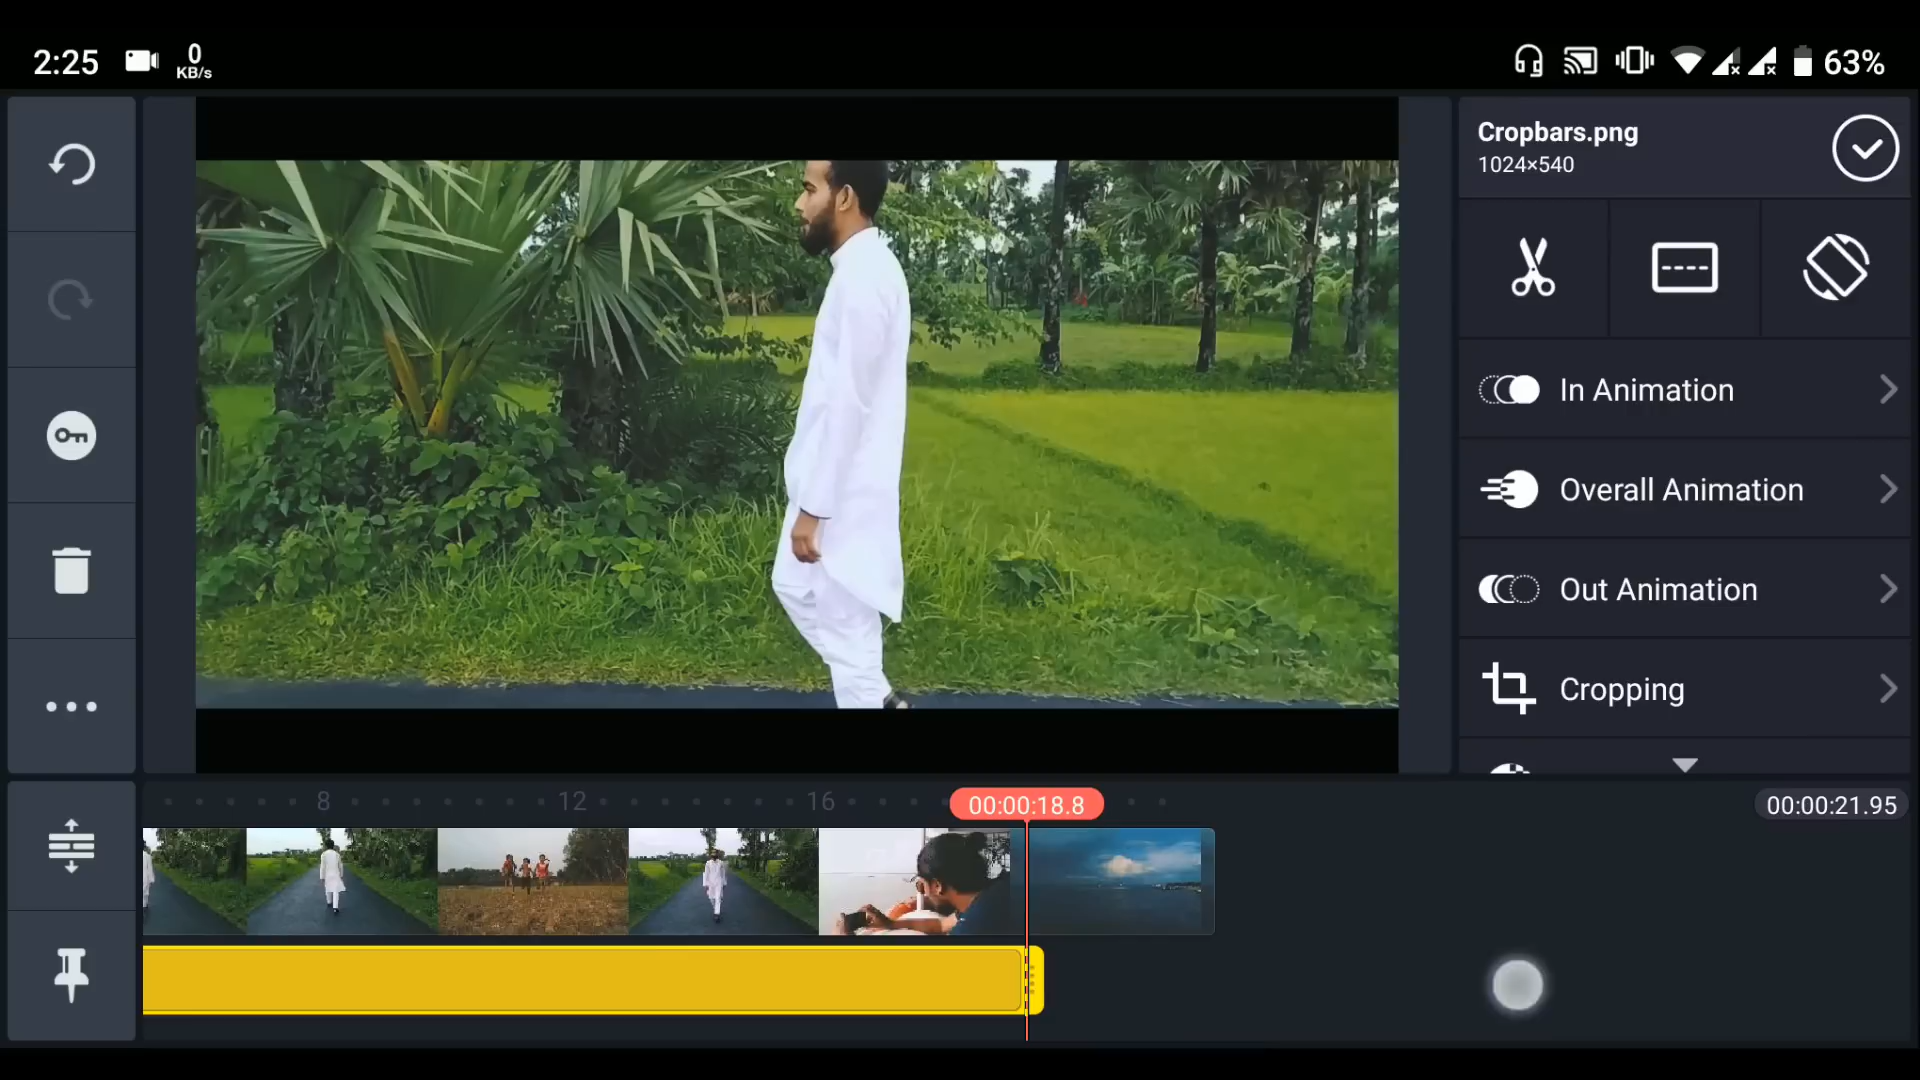 2:25
0
KB/s
63%
Cropbars.png
1024×540
In Animation
Overall Animation
Out Animation
Cropping
8
12
16
00:00:18.8
00:00:21.95